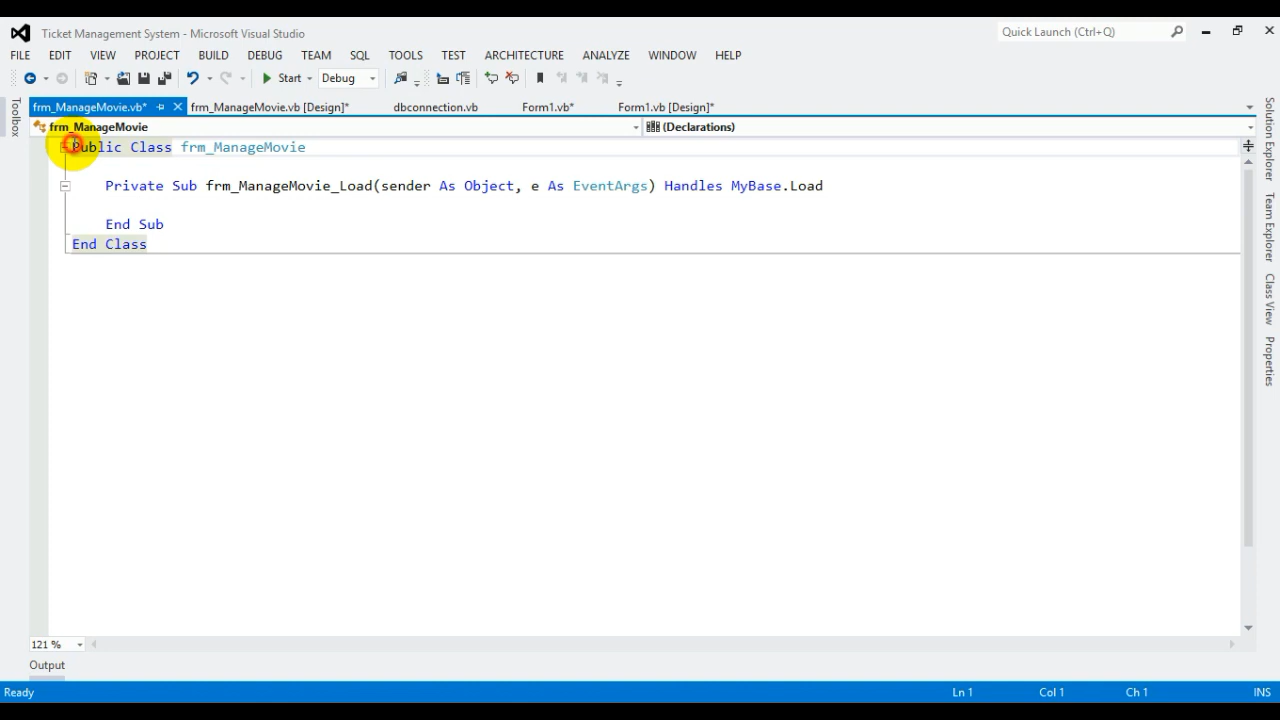 Ticket Management System - Microsoft Visual Studio
Quick Launch (Ctrl+Q)
FILE EDIT VIEW PROJECT BUILD DEBUG TEAM SQL TOOLS TEST ARCHITECTURE ANALYZE WINDOW HELP
Start Debug
frm_ManageMovie.vb* frm_ManageMovie.vb [Design]* dbconnection.vb Form1.vb* Form1.vb [Design]*
frm_ManageMovie (Declarations)
Public Class frm_ManageMovie
Private Sub frm_ManageMovie_Load(sender As Object, e As EventArgs) Handles MyBase.Load
End Sub
End Class
Toolbox
Solution Explorer
Team Explorer
Class View
Properties
121 %
Output
Ready Ln 1 Col 1 Ch 1 INS